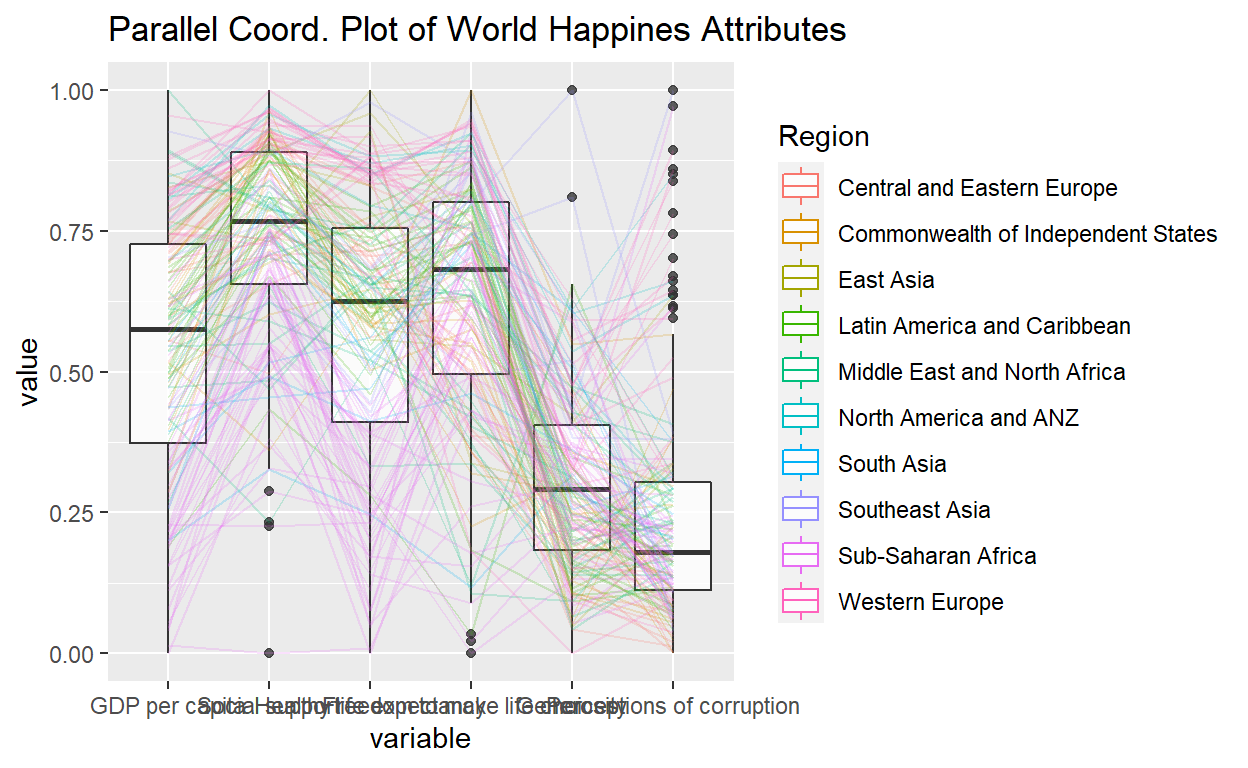 Parallel Coord. Plot of World Happines Attributes
1.00
0.75
0.50
0.25
0.00
value
GDP per capita
Social support
Healthy life expectancy
Freedom to make life choices
Generosity
Perceptions of corruption
variable
Region
Central and Eastern Europe
Commonwealth of Independent States
East Asia
Latin America and Caribbean
Middle East and North Africa
North America and ANZ
South Asia
Southeast Asia
Sub-Saharan Africa
Western Europe